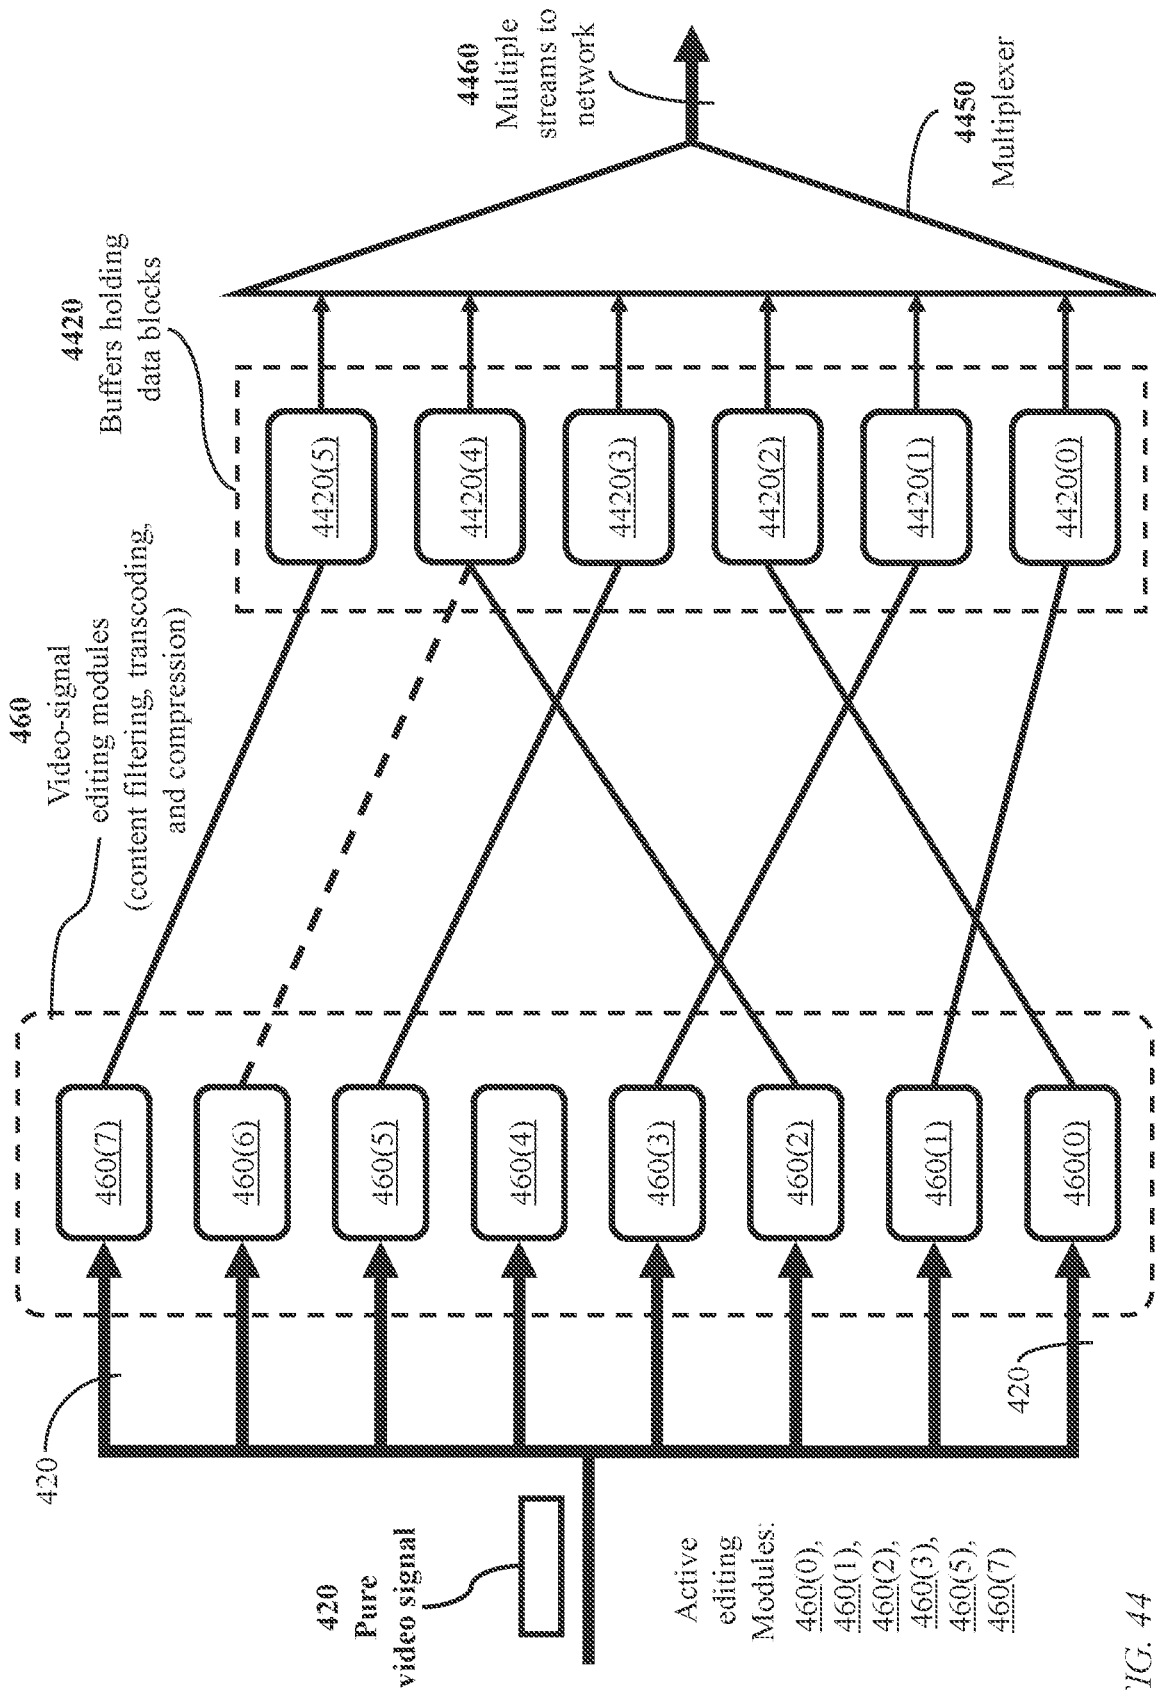 460
Video-signal
editing modules
(content filtering, transcoding,
and compression)
4420
Buffers holding
data blocks
4460
Multiple
streams to
network
420
420
Pure
video signal
460(7)
460(6)
460(5)
460(4)
460(3)
460(2)
460(1)
460(0)
4420(5)
4420(4)
4420(3)
4420(2)
4420(1)
4420(0)
4450
Multiplexer
420
Active
editing
Modules:
460(0),
460(1),
460(2),
460(3),
460(5),
460(7)
FIG. 44